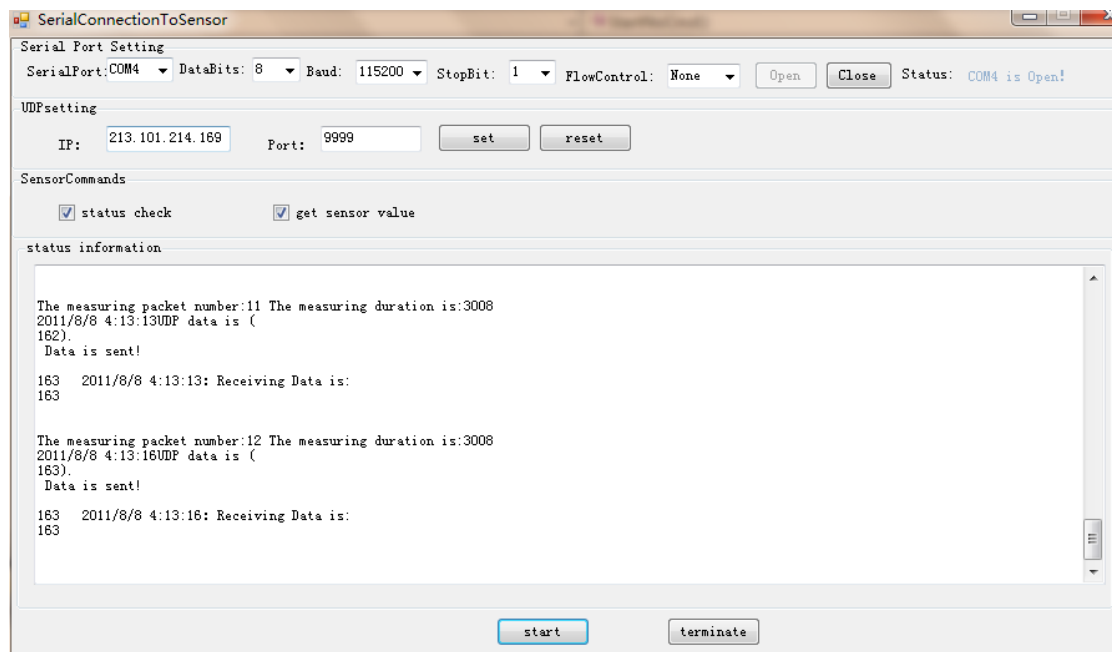 SerialConnectionToSensor
Serial Port Setting
SerialPort: COM4 DataBits: 8 Baud: 115200 StopBit: 1 FlowControl: None Open Close Status: COM4 is Open!
UDPsetting
IP: 213.101.214.169 Port: 9999 set reset
SensorCommands
status check get sensor value
status information
The measuring packet number:11 The measuring duration is:3008
2011/8/8 4:13:13UDP data is (
162).
Data is sent!
163 2011/8/8 4:13:13: Receiving Data is:
163
The measuring packet number:12 The measuring duration is:3008
2011/8/8 4:13:16UDP data is (
163).
Data is sent!
163 2011/8/8 4:13:16: Receiving Data is:
163
start terminate